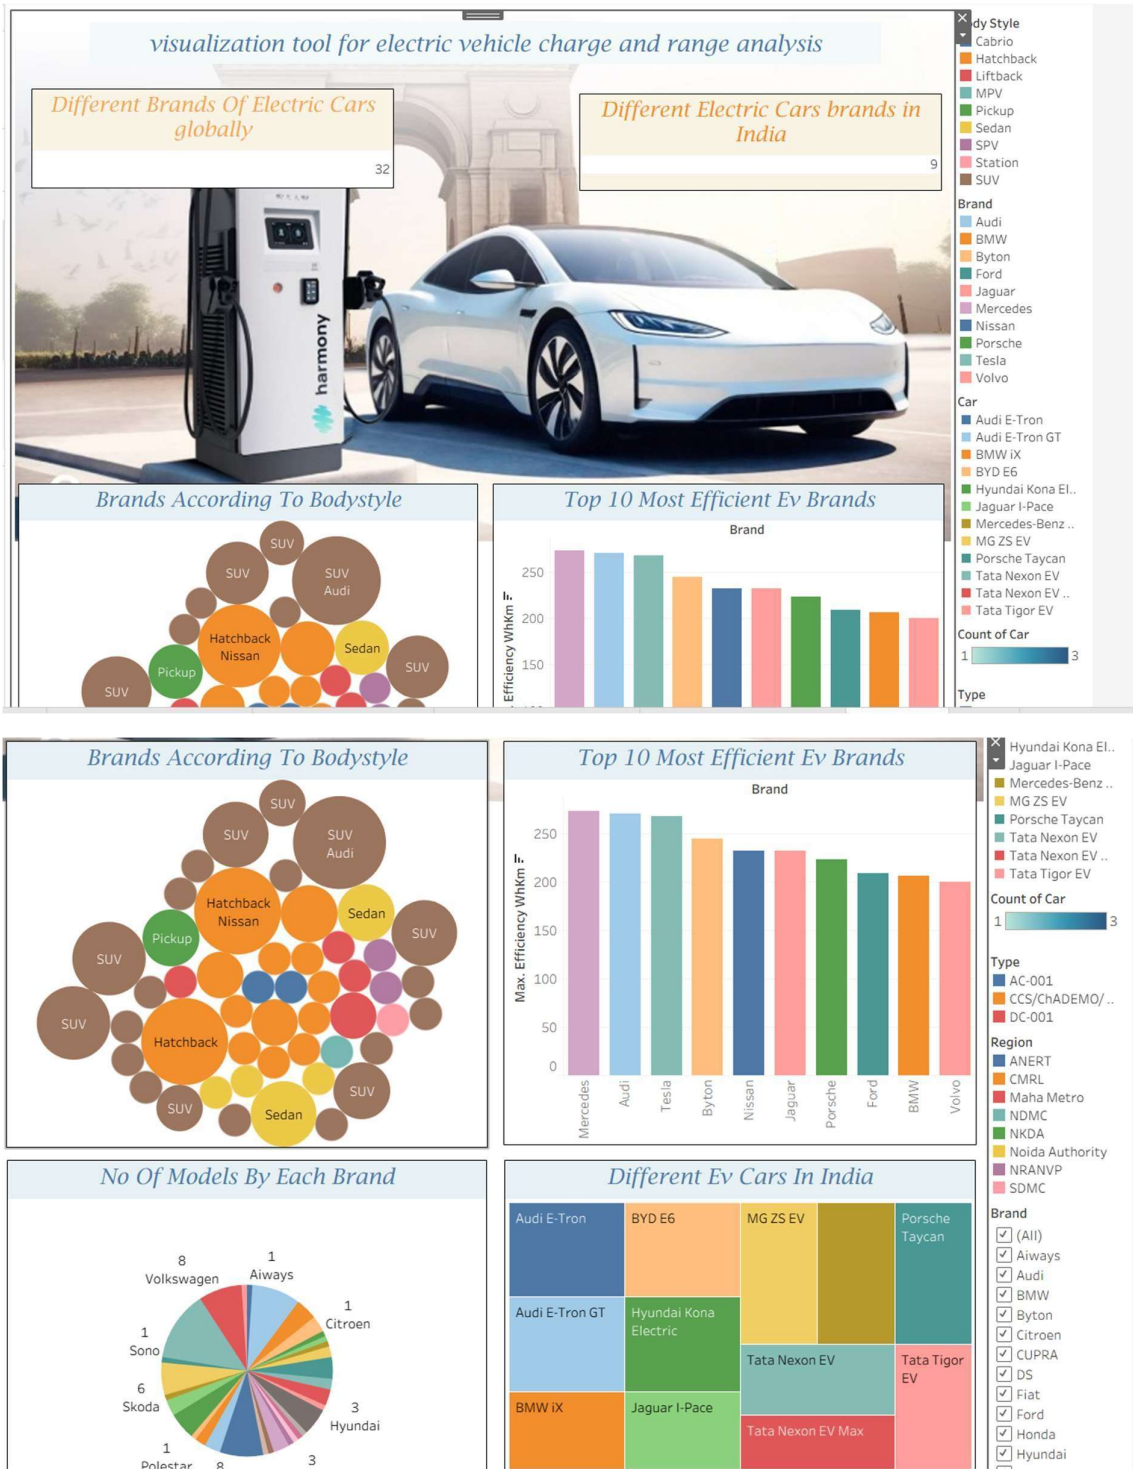 visualization tool for electric vehicle charge and range analysis
Different Brands Of Electric Cars
globally
32
Different Electric Cars brands in
India
9
harmony
dy Style
Cabrio
Hatchback
Liftback
MPV
Pickup
Sedan
SPV
Station
SUV
Brand
Audi
BMW
Byton
Ford
Jaguar
Mercedes
Nissan
Porsche
Tesla
Volvo
Car
Audi E-Tron
Audi E-Tron GT
BMW iX
BYD E6
Hyundai Kona El..
Jaguar I-Pace
Mercedes-Benz ..
MG ZS EV
Porsche Taycan
Tata Nexon EV
Tata Nexon EV ..
Tata Tigor EV
Count of Car
1
3
Type
Brands According To Bodystyle
SUV
SUV
SUV
Audi
Hatchback
Nissan
Sedan
SUV
Pickup
SUV
Top 10 Most Efficient Ev Brands
Brand
250
200
150
Efficiency WhKm
Brands According To Bodystyle
SUV
SUV
SUV
Audi
Hatchback
Nissan
Sedan
SUV
Pickup
SUV
SUV
Hatchback
SUV
SUV
Sedan
Top 10 Most Efficient Ev Brands
Brand
Max. Efficiency WhKm
250
200
150
100
50
0
Mercedes
Audi
Tesla
Byton
Nissan
Jaguar
Porsche
Ford
BMW
Volvo
Hyundai Kona El..
Jaguar I-Pace
Mercedes-Benz ..
MG ZS EV
Porsche Taycan
Tata Nexon EV
Tata Nexon EV ..
Tata Tigor EV
Count of Car
1
3
Type
AC-001
CCS/ChADEMO/ ..
DC-001
Region
ANERT
CMRL
Maha Metro
NDMC
NKDA
Noida Authority
NRANVP
SDMC
Brand
(All)
Aiways
Audi
BMW
Byton
Citroen
CUPRA
DS
Fiat
Ford
Honda
Hyundai
No Of Models By Each Brand
8
Volkswagen
1
Aiways
1
Citroen
1
Sono
6
Skoda
3
Hyundai
1
Polestar
8
3
Different Ev Cars In India
Audi E-Tron
BYD E6
MG ZS EV
Porsche
Taycan
Audi E-Tron GT
Hyundai Kona
Electric
Tata Nexon EV
Tata Tigor
EV
BMW iX
Jaguar I-Pace
Tata Nexon EV Max